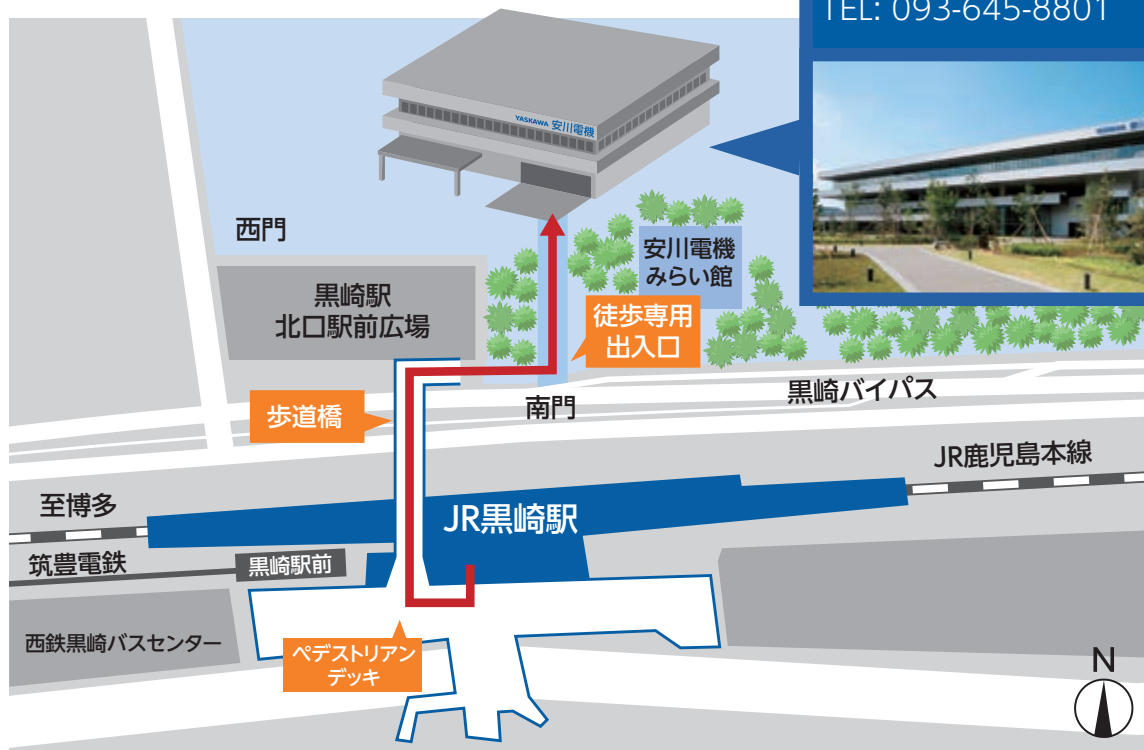 TEL: 093-645-8801
YASKAWA 安川電機
西門
安川電機
みらい館
黒崎駅
北口駅前広場
徒歩専用
出入口
黒崎バイパス
南門
歩道橋
JR鹿児島本線
至博多
JR黒崎駅
筑豊電鉄
黒崎駅前
西鉄黒崎バスセンター
ペデストリアン
デッキ
N